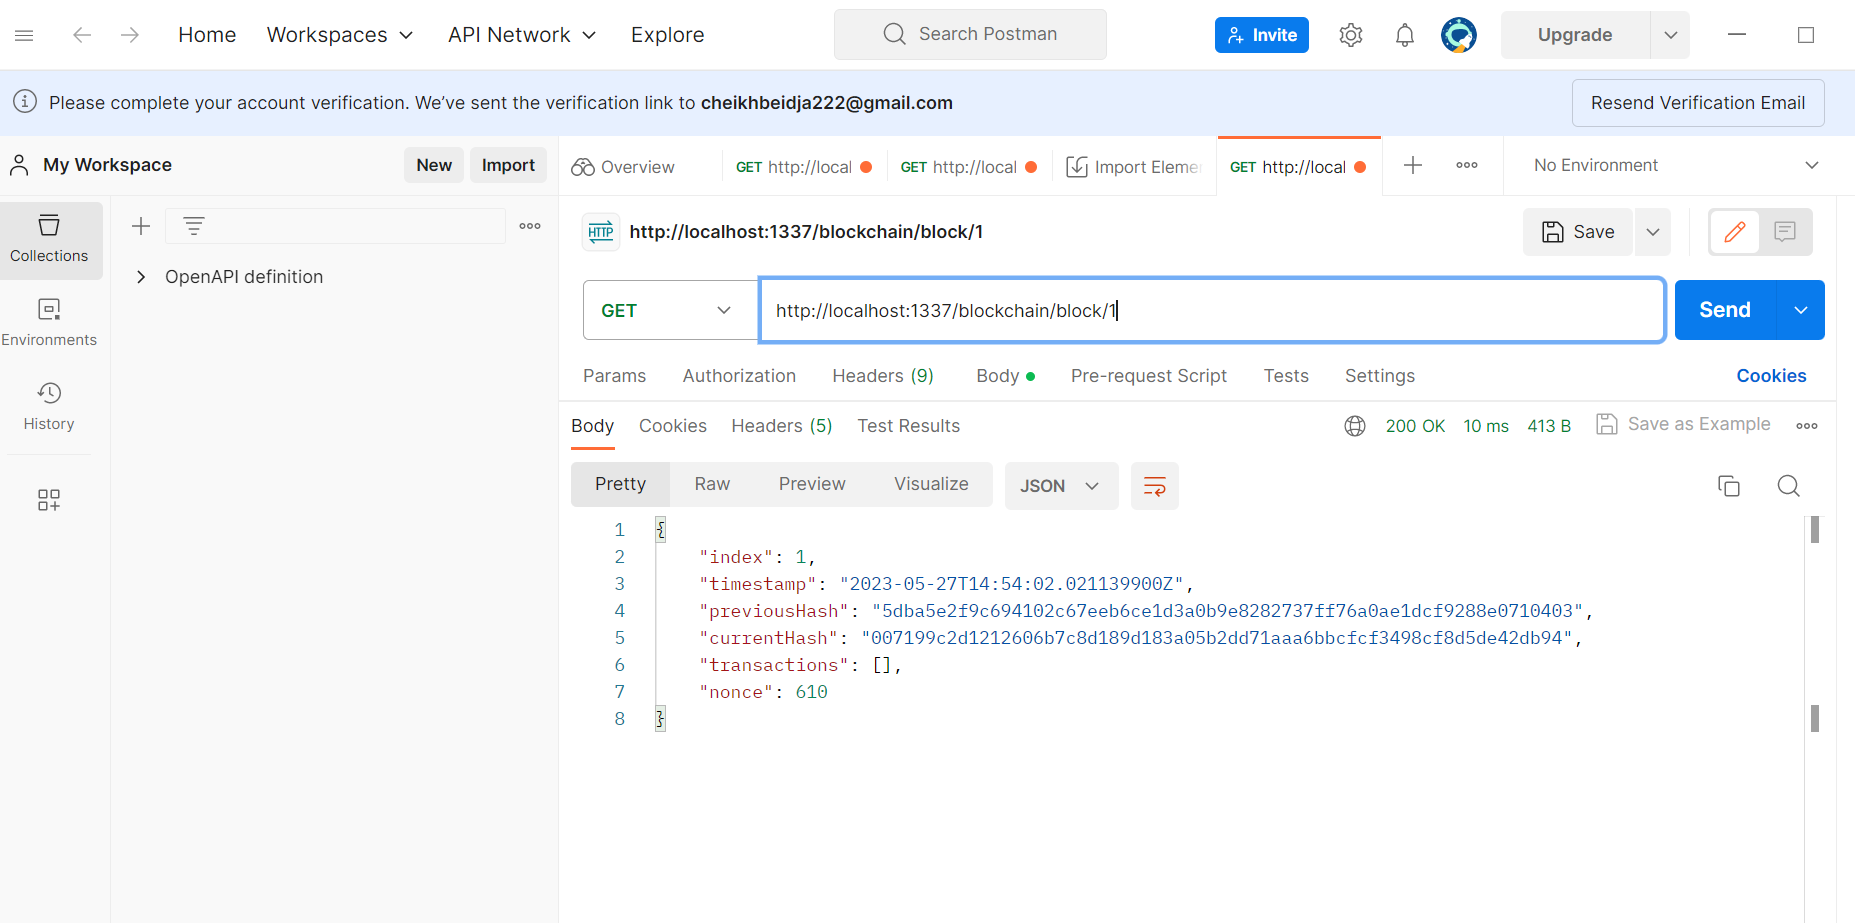 Home Workspaces API Network Explore Search Postman Invite Upgrade
Please complete your account verification. We've sent the verification link to cheikhbeidja222@gmail.com Resend Verification Email
My Workspace New Import Overview GET http://local GET http://local Import Eleme GET http://local No Environment
Collections
Environments
History
OpenAPI definition
HTTP http://localhost:1337/blockchain/block/1 Save
GET http://localhost:1337/blockchain/block/1 Send
Params Authorization Headers (9) Body Pre-request Script Tests Settings Cookies
Body Cookies Headers (5) Test Results 200 OK 10 ms 413 B Save as Example
Pretty Raw Preview Visualize JSON
1 {
2 "index": 1,
3 "timestamp": "2023-05-27T14:54:02.021139900Z",
4 "previousHash": "5dba5e2f9c694102c67eeb6ce1d3a0b9e8282737ff76a0ae1dcf9288e0710403",
5 "currentHash": "007199c2d1212606b7c8d189d183a05b2dd71aaa6bbcfcf3498cf8d5de42db94",
6 "transactions": [],
7 "nonce": 610
8 }